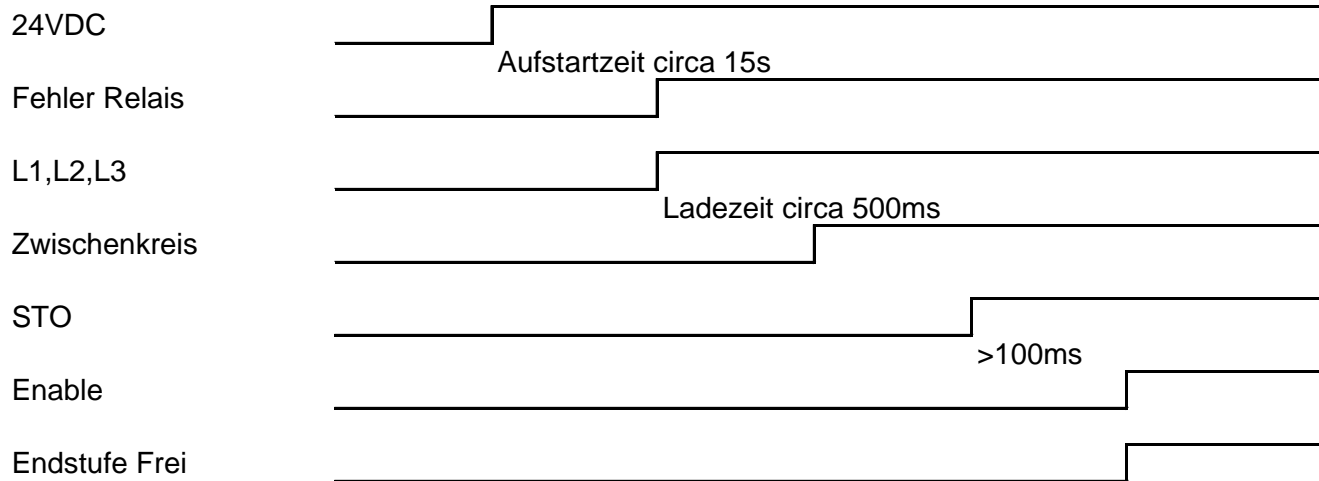 24VDC
Aufstartzeit circa 15s
Fehler Relais
L1,L2,L3
Ladezeit circa 500ms
Zwischenkreis
STO
>100ms
Enable
Endstufe Frei